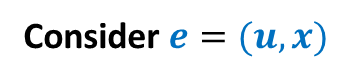 Consider e = (u, x)